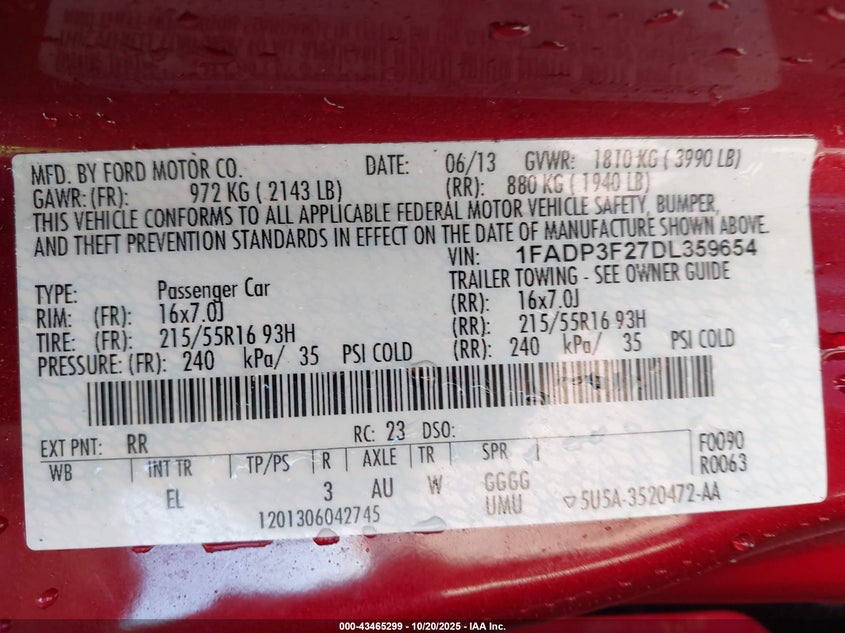 MFD. BY FORD MOTOR CO. DATE: 06/13 GVWR: 1810 KG ( 3990 LB)
GAWR: (FR): 972 KG ( 2143 LB) (RR): 880 KG ( 1940 LB)
THIS VEHICLE CONFORMS TO ALL APPLICABLE FEDERAL MOTOR VEHICLE SAFETY, BUMPER,
AND THEFT PREVENTION STANDARDS IN EFFECT ON THE DATE OF MANUFACTURE SHOWN ABOVE.
VIN: 1FADP3F27DL359654
TYPE: Passenger Car TRAILER TOWING - SEE OWNER GUIDE
RIM: (FR): 16x7.0J (RR): 16x7.0J
TIRE: (FR): 215/55R16 93H (RR): 215/55R16 93H
PRESSURE: (FR): 240 kPa/ 35 PSI COLD (RR): 240 kPa/ 35 PSI COLD
EXT PNT: RR RC: 23 DSO: F0090
WB INT TR TP/PS R AXLE TR SPR R0063
EL 3 AU W GGGG
UMU 5U5A-3520472-AA
1201306042745
000-43465299 - 10/20/2025 - IAA Inc.